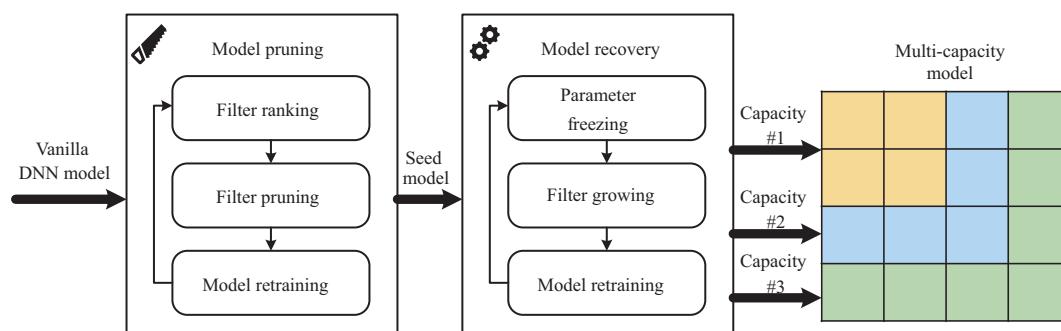 Vanilla
DNN model
Model pruning
Filter ranking
Filter pruning
Model retraining
Seed
model
Model recovery
Parameter
freezing
Filter growing
Model retraining
Capacity
#1
Capacity
#2
Capacity
#3
Multi-capacity
model